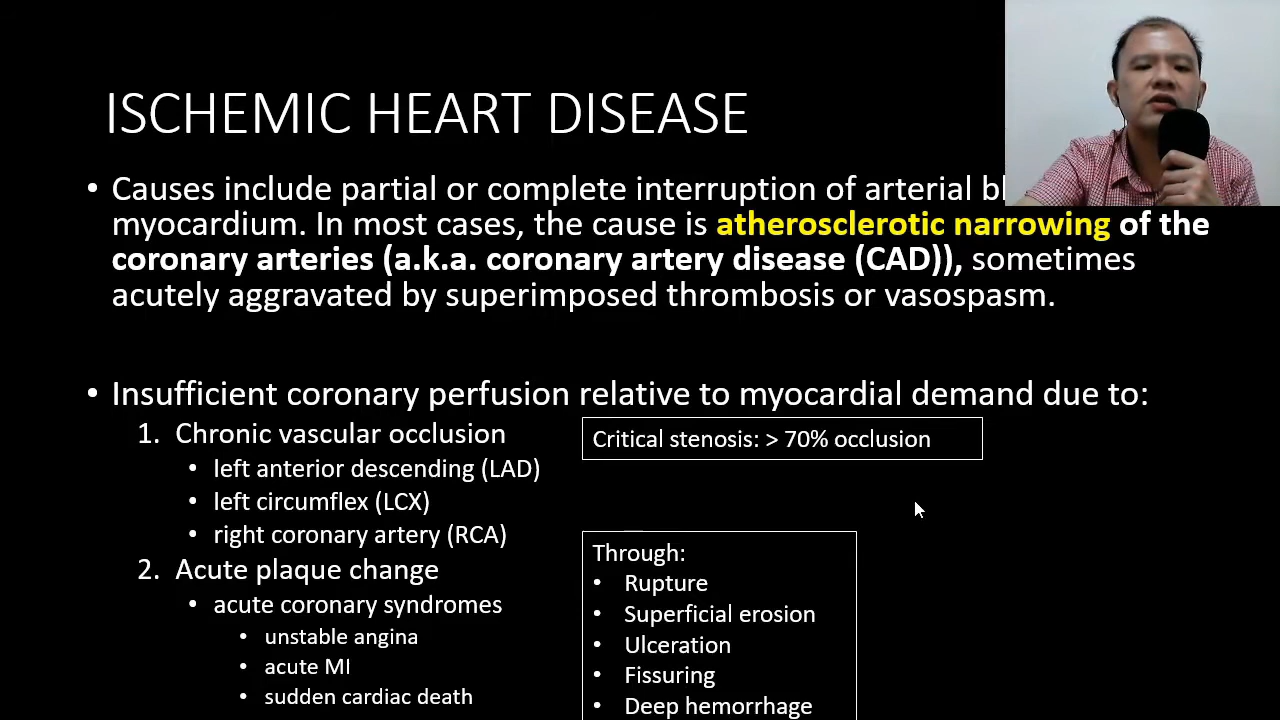 ISCHEMIC HEART DISEASE
• Causes include partial or complete interruption of arterial
myocardium. In most cases, the cause is atherosclerotic narrowing of the
coronary arteries (a.k.a. coronary artery disease (CAD)), sometimes
acutely aggravated by superimposed thrombosis or vasospasm.
• Insufficient coronary perfusion relative to myocardial demand due to:
1. Chronic vascular occlusion
• left anterior descending (LAD)
• left circumflex (LCX)
• right coronary artery (RCA)
2. Acute plaque change
• acute coronary syndromes
• unstable angina
• acute MI
• sudden cardiac death
Critical stenosis: > 70% occlusion
Through:
• Rupture
• Superficial erosion
• Ulceration
• Fissuring
• Deep hemorrhage